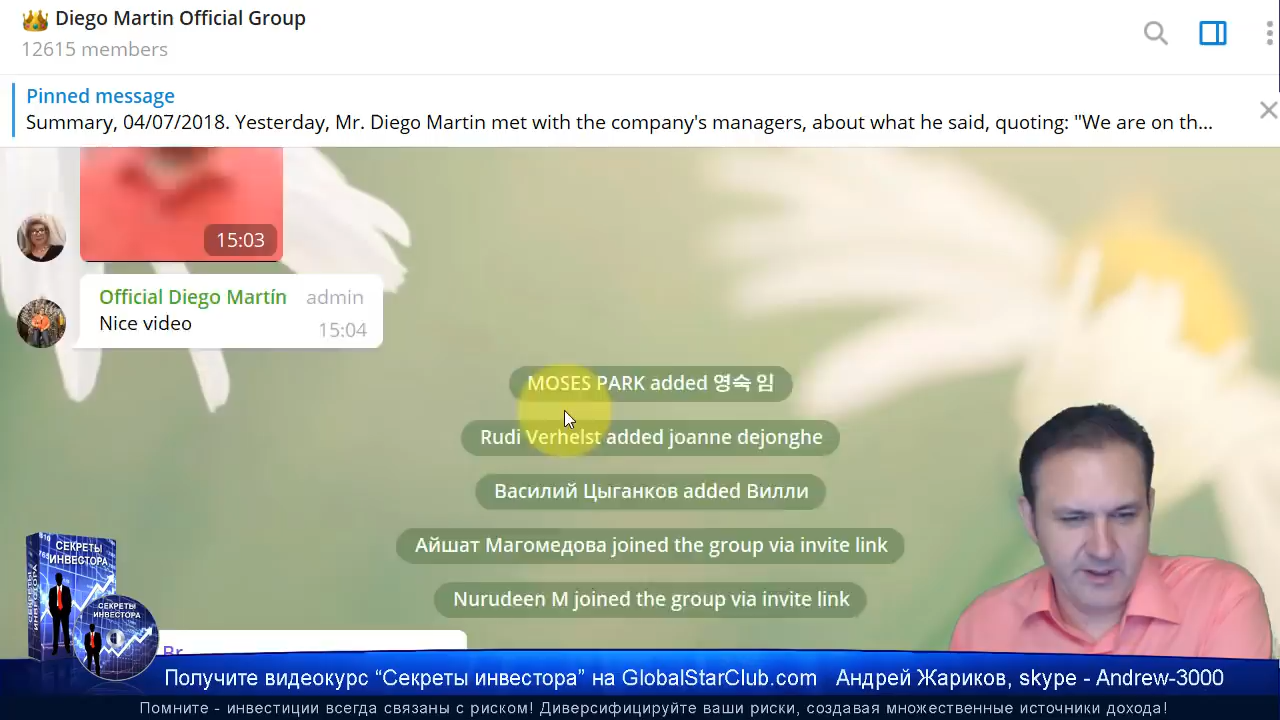 👑 Diego Martin Official Group
12615 members
Pinned message
Summary, 04/07/2018. Yesterday, Mr. Diego Martin met with the company's managers, about what he said, quoting: "We are on th...
15:03
Official Diego Martín admin
Nice video 15:04
MOSES PARK added 영숙 임
Rudi Verhelst added joanne dejonghe
Василий Цыганков added Вилли
Айшат Магомедова joined the group via invite link
Nurudeen M joined the group via invite link
Br
СЕКРЕТЫ
ИНВЕСТОРА
СЕКРЕТЫ ИНВЕСТОРА
СЕКРЕТЫ
ИНВЕСТОРА
Получите видеокурс “Секреты инвестора” на GlobalStarClub.com Андрей Жариков, skype - Andrew-3000
Помните - инвестиции всегда связаны с риском! Диверсифицируйте ваши риски, создавая множественные источники дохода!